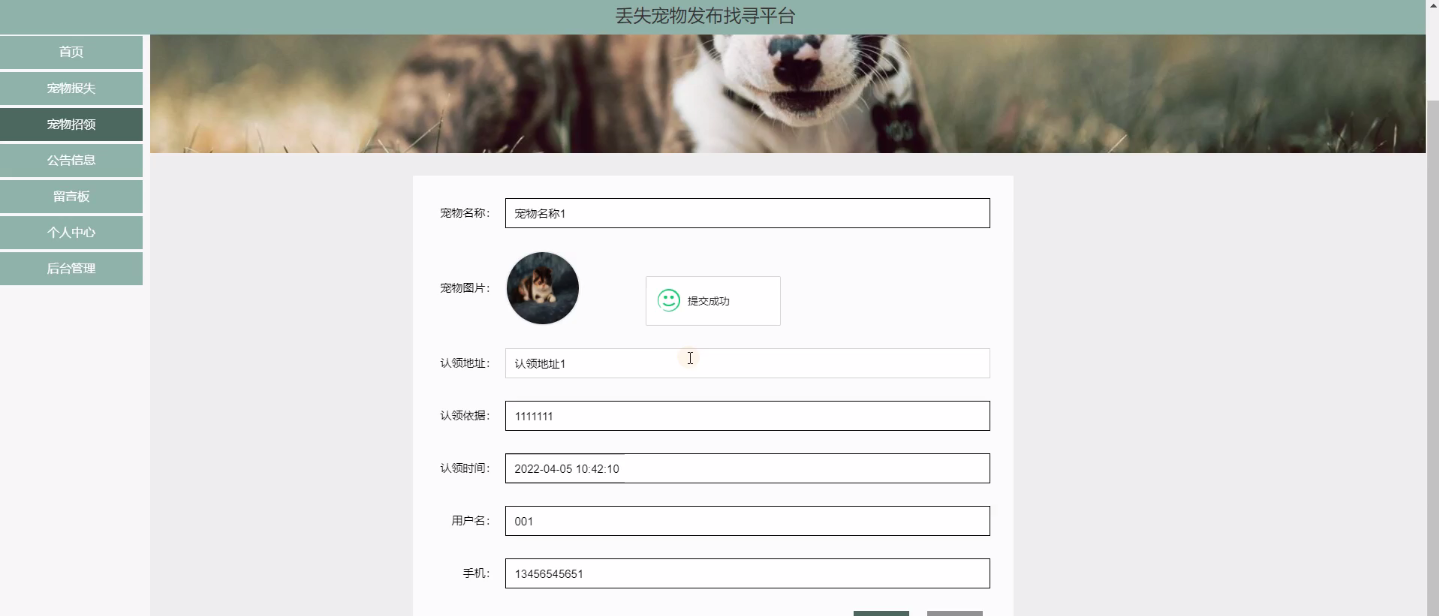 丢失宠物发布找寻平台
首页
宠物报失
宠物招领
公告信息
留言板
个人中心
后台管理
宠物名称： 宠物名称1
宠物图片：
提交成功
认领地址： 认领地址1
认领依据： 1111111
认领时间： 2022-04-05 10:42:10
用户名： 001
手机： 13456545651